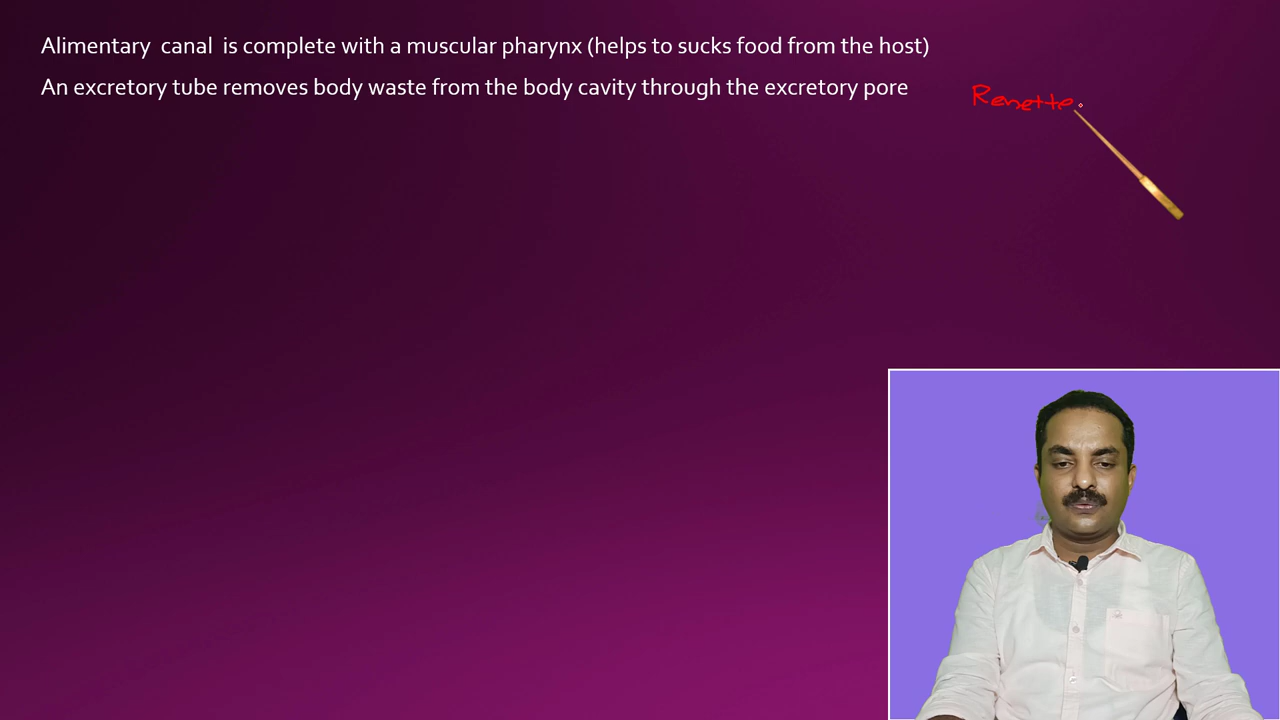 Alimentary canal is complete with a muscular pharynx (helps to sucks food from the host)
An excretory tube removes body waste from the body cavity through the excretory pore
Renette